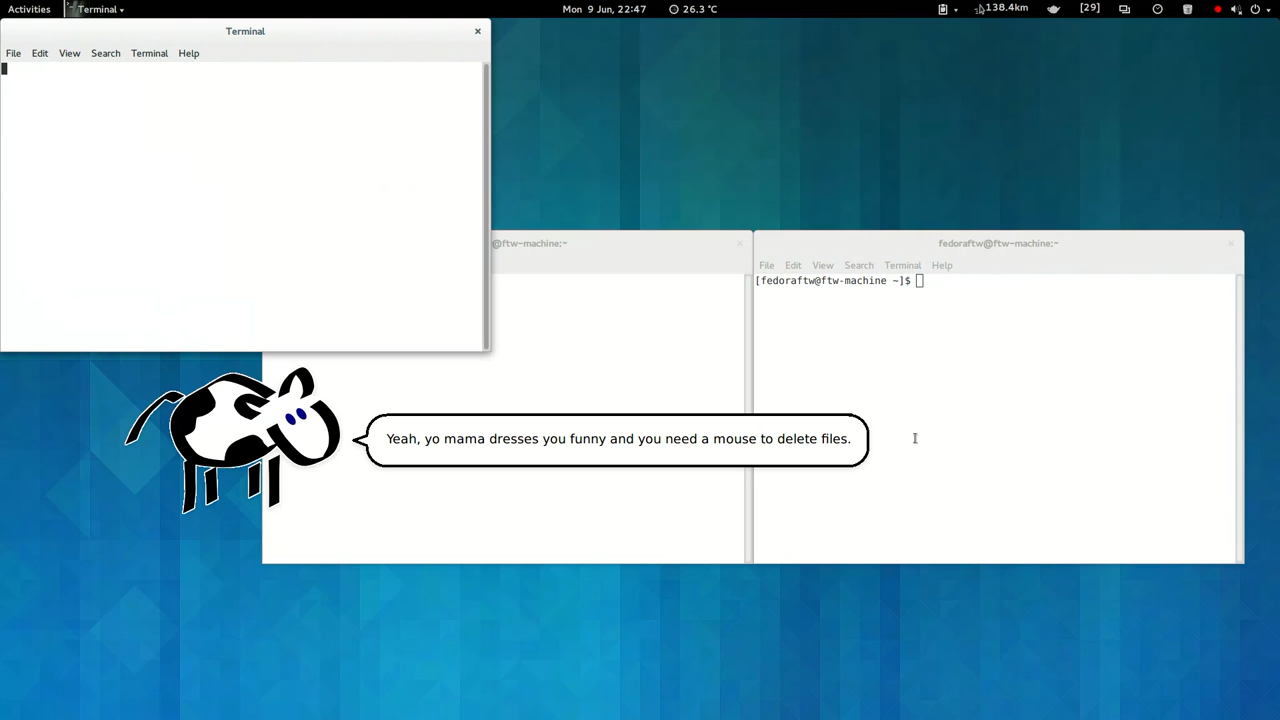 Activities Terminal Mon 9 Jun, 22:47 26.3 °C 138.4km [29]
Terminal
File Edit View Search Terminal Help
@ftw-machine:~
fedoraftw@ftw-machine:~
File Edit View Search Terminal Help
[fedoraftw@ftw-machine ~]$
Yeah, yo mama dresses you funny and you need a mouse to delete files.